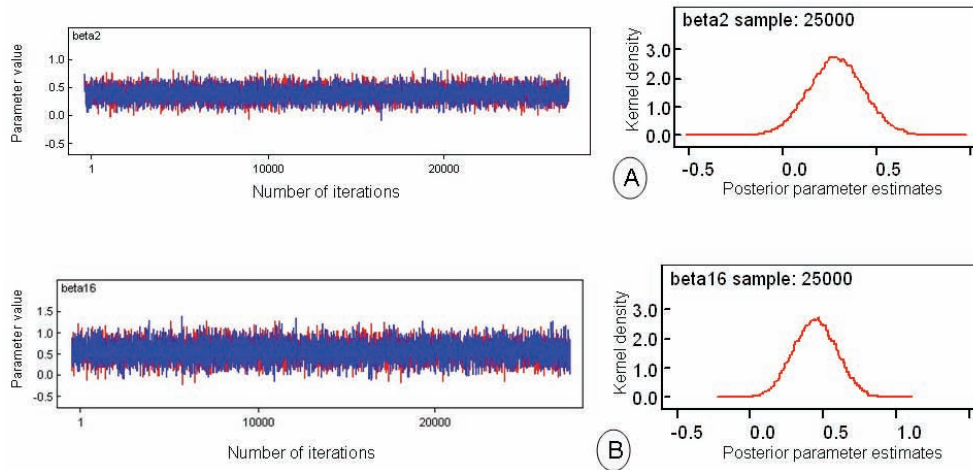 beta2
Parameter value
1.0
0.5
0.0
-0.5
1
10000
20000
Number of iterations
beta2 sample: 25000
Kernel density
3.0
2.0
1.0
0.0
-0.5
0.0
0.5
Posterior parameter estimates
A
beta16
Parameter value
1.5
1.0
0.5
0.0
-0.5
1
10000
20000
Number of iterations
beta16 sample: 25000
Kernel density
3.0
2.0
1.0
0.0
-0.5
0.0
0.5
1.0
Posterior parameter estimates
B